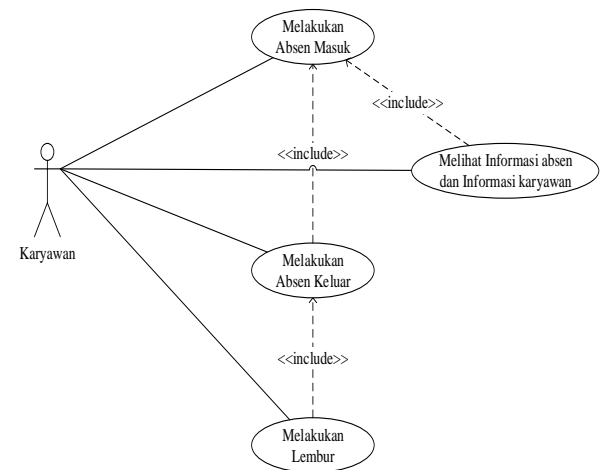 Melakukan
Absen Masuk
<<include>>
<<include>>
Melihat Informasi absen
dan Informasi karyawan
Karyawan
Melakukan
Absen Keluar
<<include>>
Melakukan
Lembur